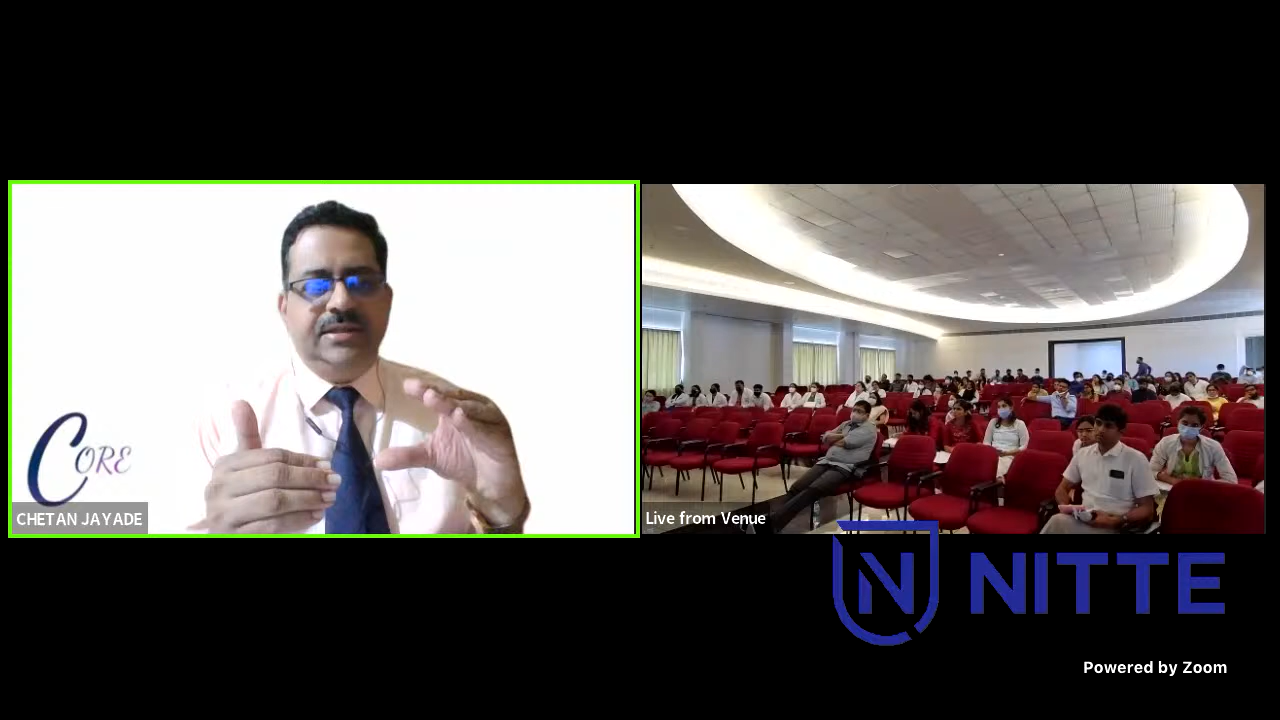 CORE
CHETAN JAYADE
Live from Venue
N NITTE
Powered by Zoom